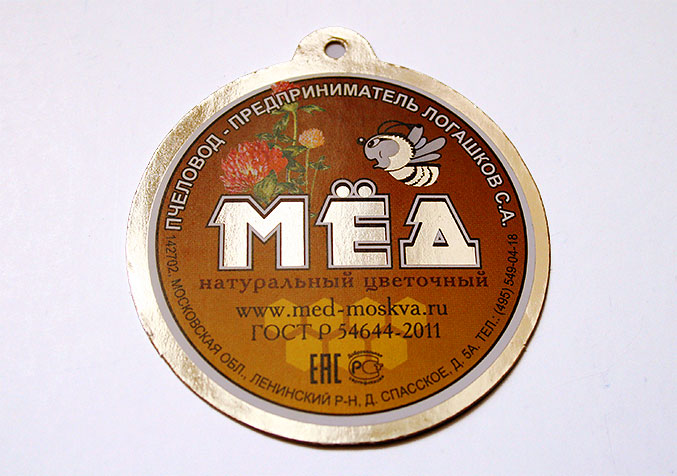 ПЧЕЛОВОД - ПРЕДПРИНИМАТЕЛЬ ЛОГАШКОВ С.А.
МЁД
натуральный цветочный
www.med-moskva.ru
ГОСТ Р 54644-2011
ЕАС РСТ
142702, МОСКОВСКАЯ ОБЛ., ЛЕНИНСКИЙ Р-Н, Д. СПАССКОЕ, Д. 5А. ТЕЛ.: (495) 549-04-18